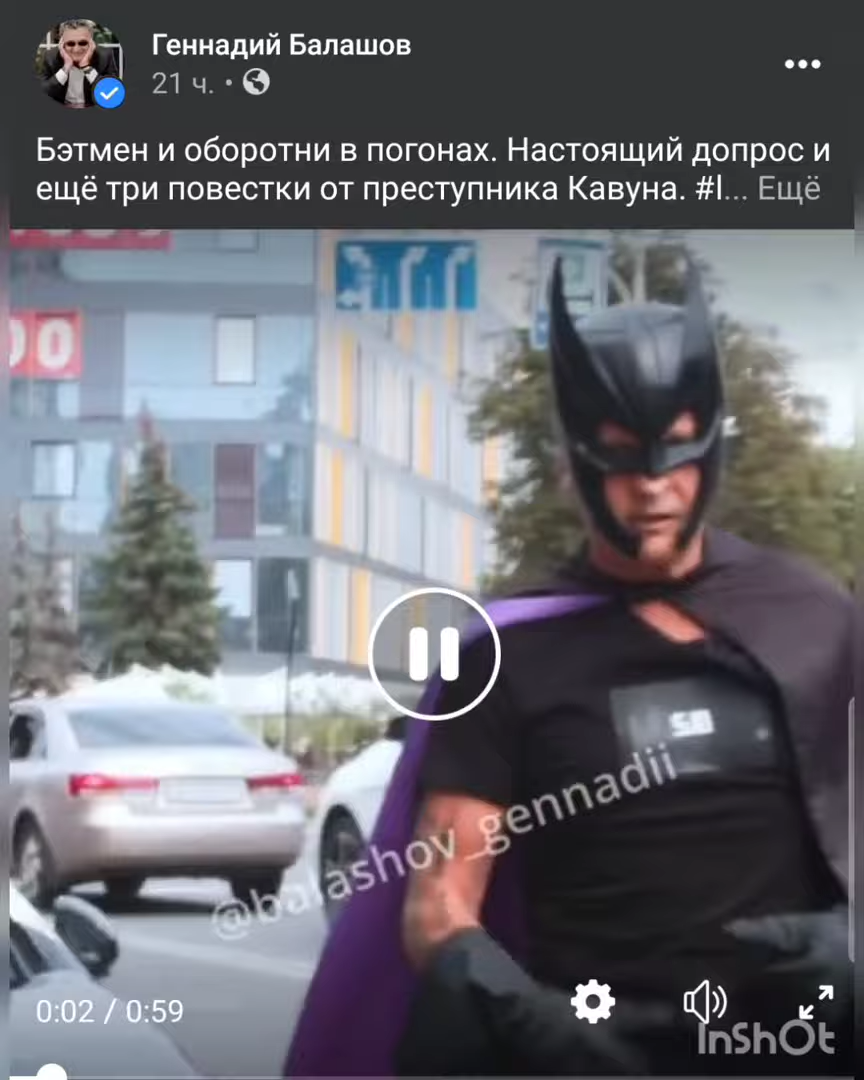 Геннадий Балашов
21 ч. •
Бэтмен и оборотни в погонах. Настоящий допрос и
ещё три повестки от преступника Кавуна. #l... Ещё
0
@balashov_gennadii
0:02 / 0:59
InShOt